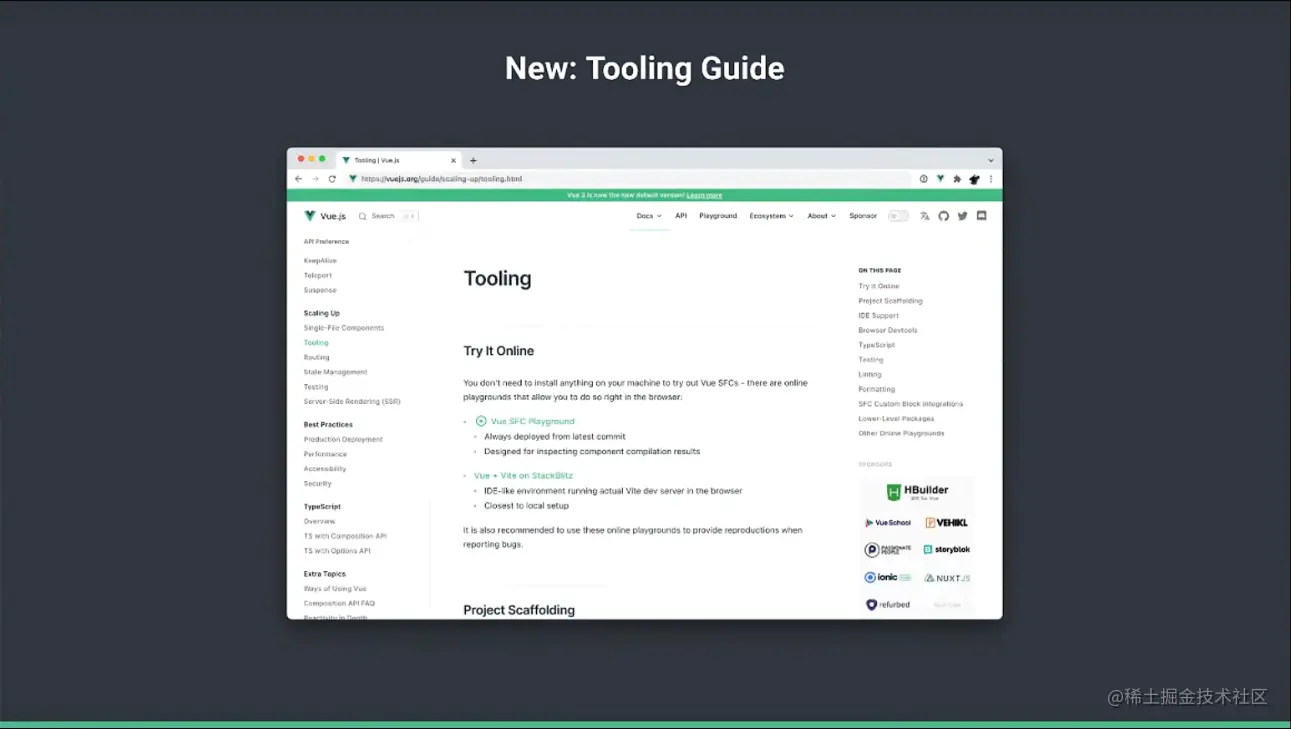 New: Tooling Guide
Tooling | Vue.js
https://vuejs.org/guide/scaling-up/tooling.html
Vue 3 is now the new default version! Learn more
Vue.js
Search
Docs
API
Playground
Ecosystem
About
Sponsor
API Preference
KeepAlive
Teleport
Suspense
Scaling Up
Single-File Components
Tooling
Routing
State Management
Testing
Server-Side Rendering (SSR)
Best Practices
Production Deployment
Performance
Accessibility
Security
TypeScript
Overview
TS with Composition API
TS with Options API
Extra Topics
Ways of Using Vue
Composition API FAQ
Reactivity in Depth
Tooling
Try It Online
You don't need to install anything on your machine to try out Vue SFCs - there are online
playgrounds that allow you to do so right in the browser:
Vue SFC Playground
Always deployed from latest commit
Designed for inspecting component compilation results
Vue + Vite on StackBlitz
IDE-like environment running actual Vite dev server in the browser
Closest to local setup
It is also recommended to use these online playgrounds to provide reproductions when
reporting bugs.
Project Scaffolding
ON THIS PAGE
Try It Online
Project Scaffolding
IDE Support
Browser Devtools
TypeScript
Testing
Linting
Formatting
SFC Custom Block Integrations
Lower-Level Packages
Other Online Playgrounds
SPONSORS
HBuilder
Vue School
VEHIKL
PASSIONATE
PEOPLE
storyblok
ionic
NUXTJS
refurbed
@稀土掘金技术社区